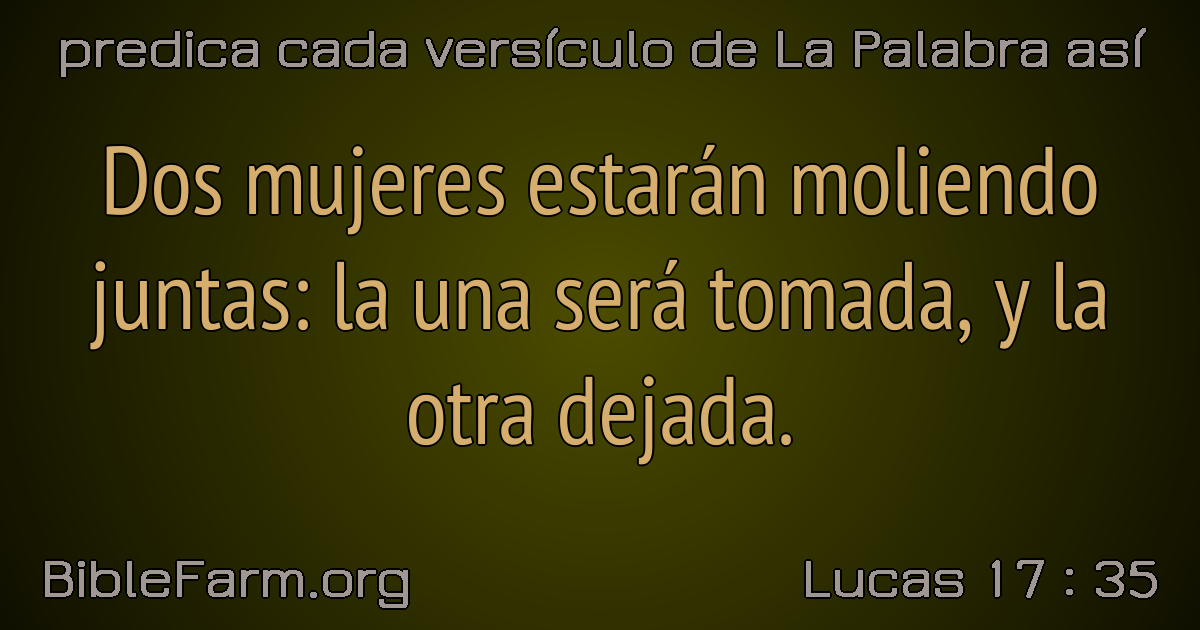 predica cada versículo de La Palabra así
Dos mujeres estarán moliendo
juntas: la una será tomada, y la
otra dejada.
BibleFarm.org
Lucas 17 : 35